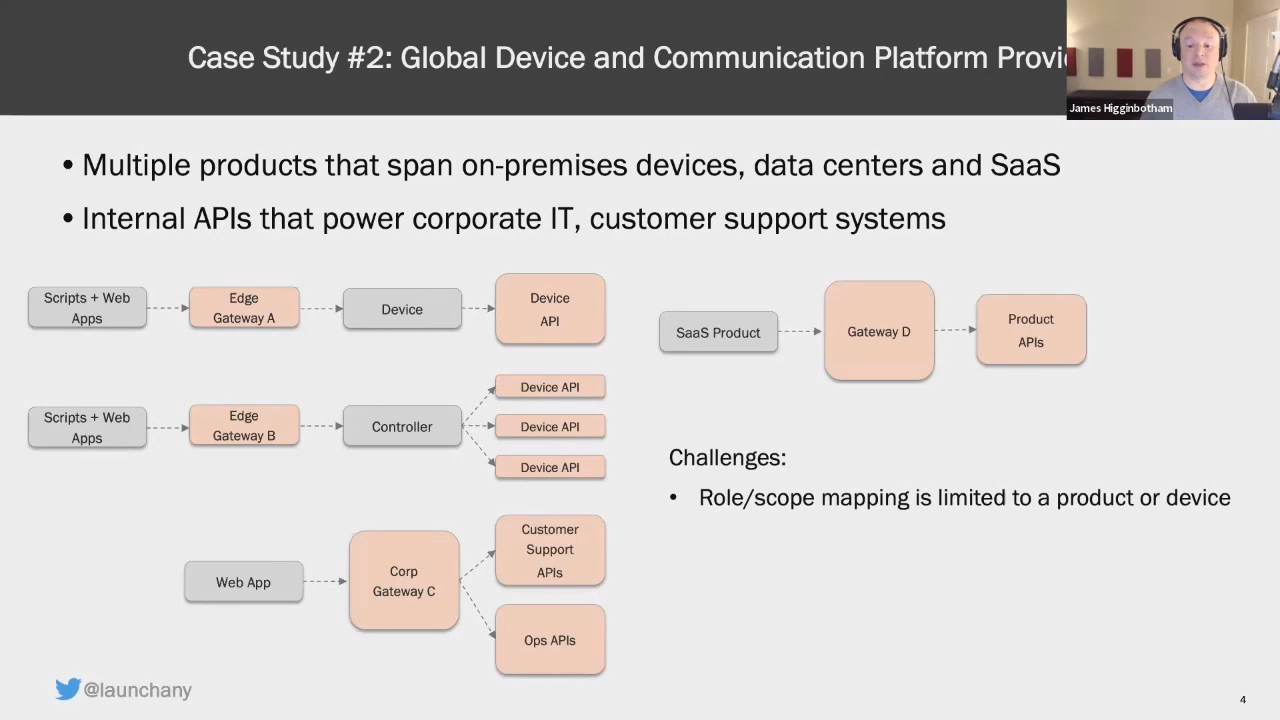 Case Study #2: Global Device and Communication Platform
James Higginbotham
• Multiple products that span on-premises devices, data centers and SaaS
• Internal APIs that power corporate IT, customer support systems
Scripts + Web
Apps
Edge
Gateway A
Device
Device
API
Scripts + Web
Apps
Edge
Gateway B
Controller
Device API
Device API
Device API
Web App
Corp
Gateway C
Customer
Support
APIs
Ops APIs
SaaS Product
Gateway D
Product
APIs
Challenges:
• Role/scope mapping is limited to a product or device
@launchany
4